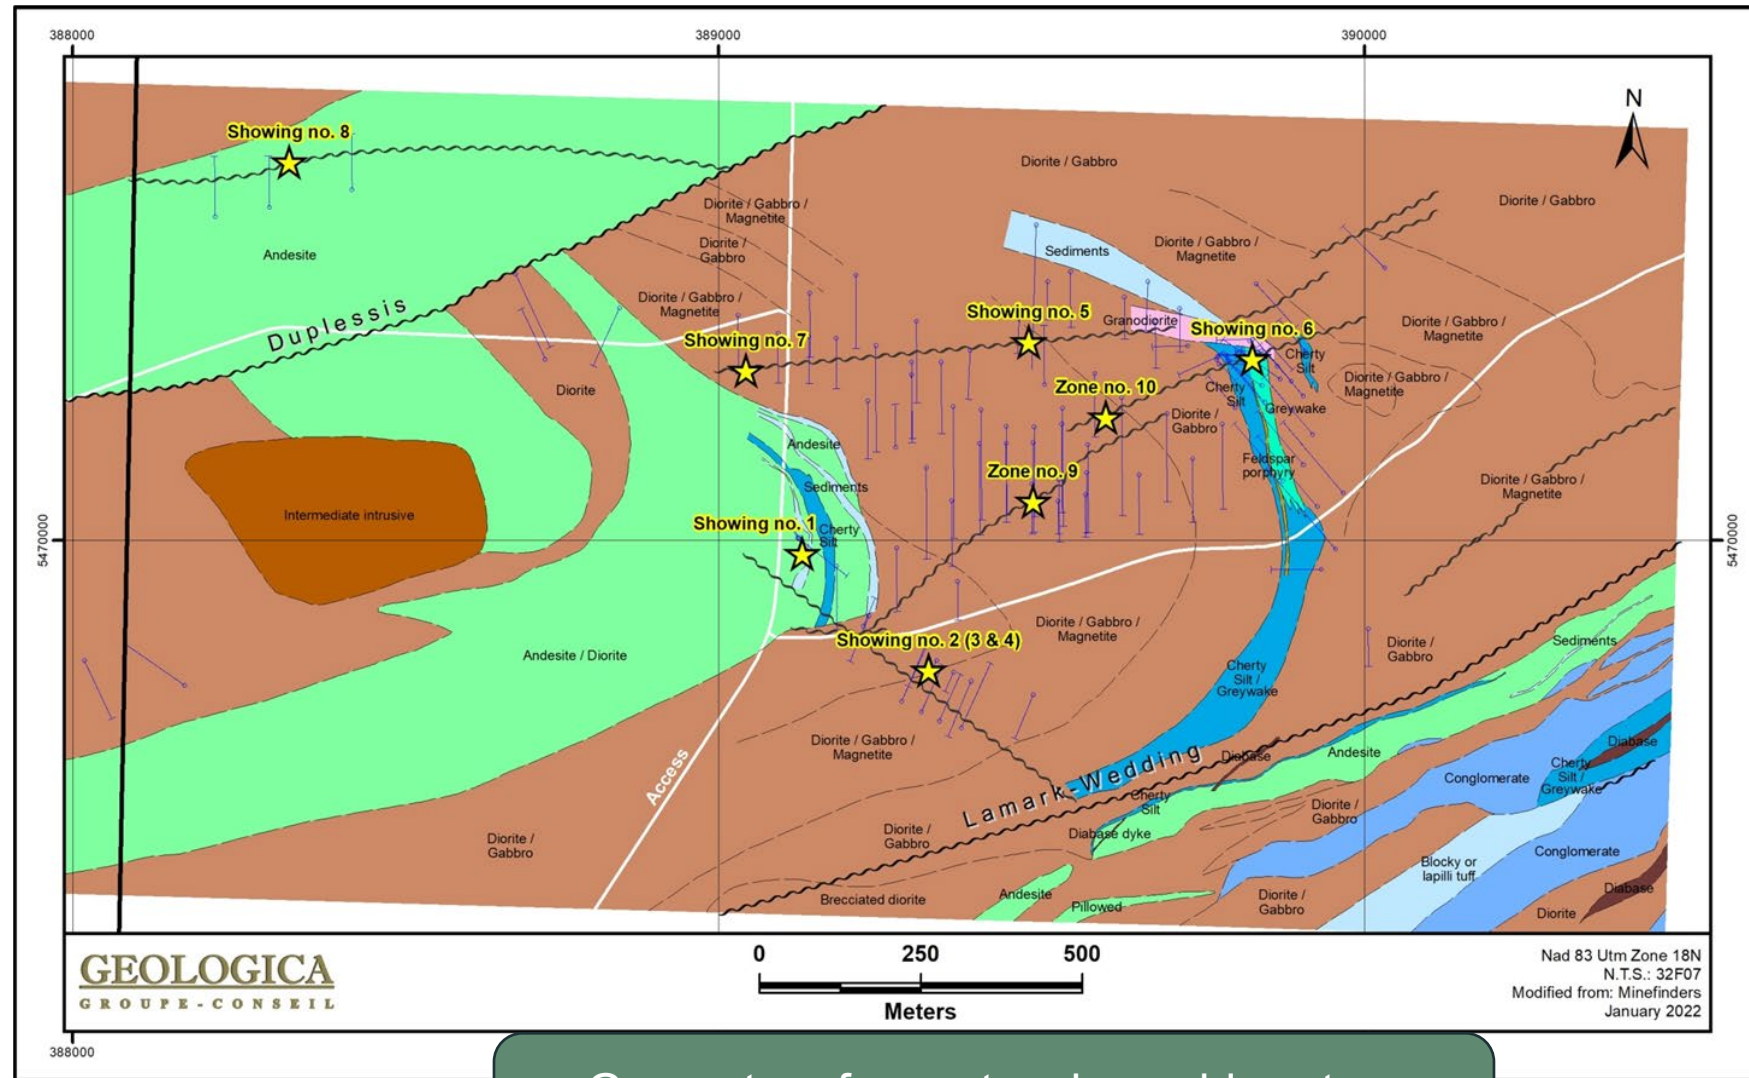 388000
389000
390000
N
Showing no. 8
Diorite / Gabbro
Diorite / Gabbro
Diorite / Gabbro /
Magnetite
Andesite
Diorite /
Gabbro
Sediments
Diorite / Gabbro /
Magnetite
Diorite / Gabbro /
Magnetite
Duplessis
Showing no. 5
Granodiorite
Showing no. 6
Diorite / Gabbro /
Magnetite
Showing no. 7
Cherty
Silt
Diorite
Zone no. 10
Cherty
Silt
Diorite / Gabbro /
Magnetite
Diorite /
Gabbro
Greywake
Andesite
Zone no. 9
Feldspar
porphyry
Sediments
Diorite / Gabbro /
Magnetite
Intermediate intrusive
Showing no. 1
Cherty
Silt
5470000
5470000
Diorite / Gabbro /
Magnetite
Showing no. 2 (3 & 4)
Andesite / Diorite
Diorite /
Gabbro
Sediments
Cherty
Silt /
Greywake
Diorite / Gabbro /
Magnetite
Access
Lamark-Wedding
Diabase
Andesite
Diabase
Conglomerate
Cherty
Silt /
Greywake
Cherty
Silt
Diorite /
Gabbro
Diorite /
Gabbro
Diorite /
Gabbro
Diabase dyke
Blocky or
lapilli tuff
Conglomerate
Brecciated diorite
Andesite
Pillowed
Diorite /
Gabbro
Diabase
Diorite
GEOLOGICA
GROUPE-CONSEIL
0 250 500
Meters
Nad 83 Utm Zone 18N
N.T.S.: 32F07
Modified from: Minefinders
January 2022
388000